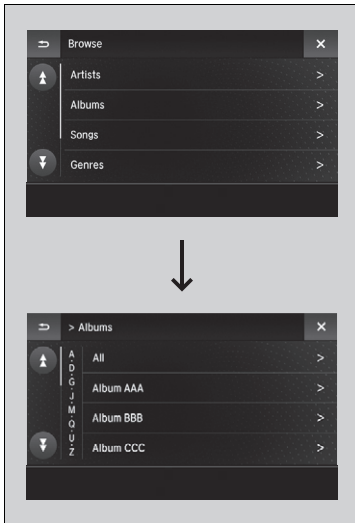 Browse
Artists >
Albums >
Songs >
Genres >
> Albums
A
D
G
J
M
Q
U
Z
All >
Album AAA >
Album BBB >
Album CCC >